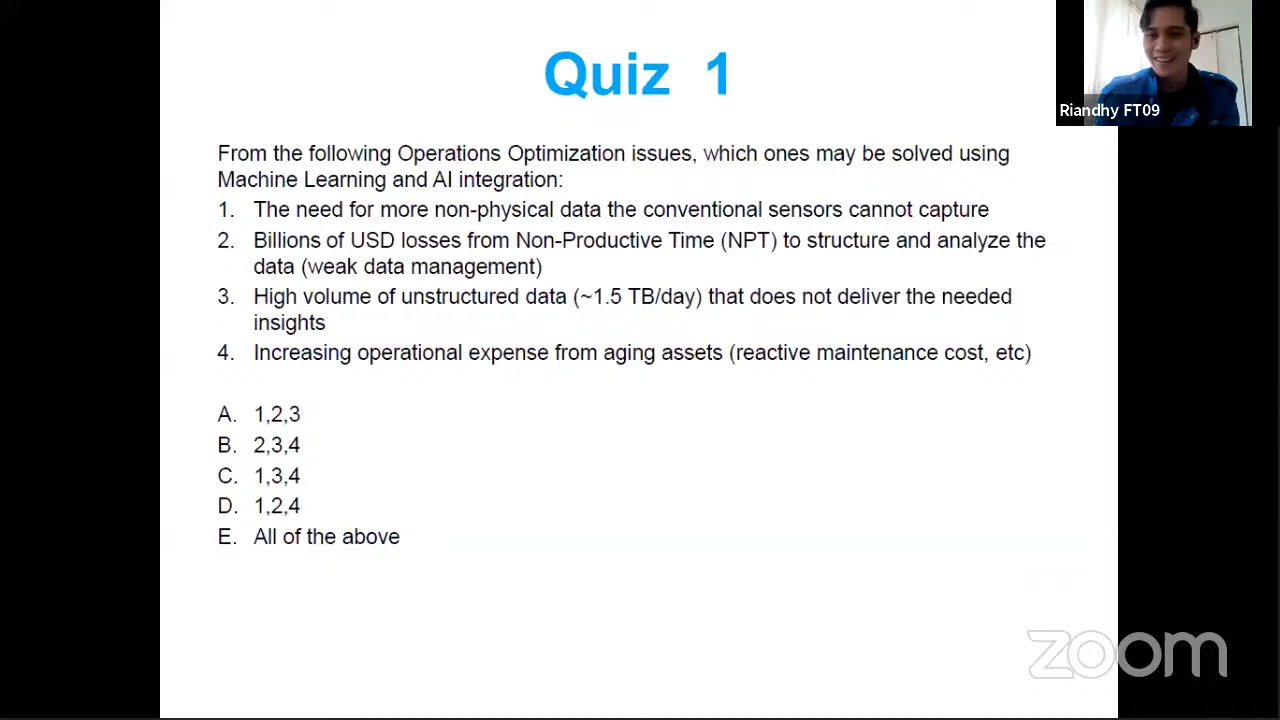 Quiz 1
Riandhy FT09
From the following Operations Optimization issues, which ones may be solved using
Machine Learning and AI integration:
1. The need for more non-physical data the conventional sensors cannot capture
2. Billions of USD losses from Non-Productive Time (NPT) to structure and analyze the
data (weak data management)
3. High volume of unstructured data (~1.5 TB/day) that does not deliver the needed
insights
4. Increasing operational expense from aging assets (reactive maintenance cost, etc)
A. 1,2,3
B. 2,3,4
C. 1,3,4
D. 1,2,4
E. All of the above
zoom